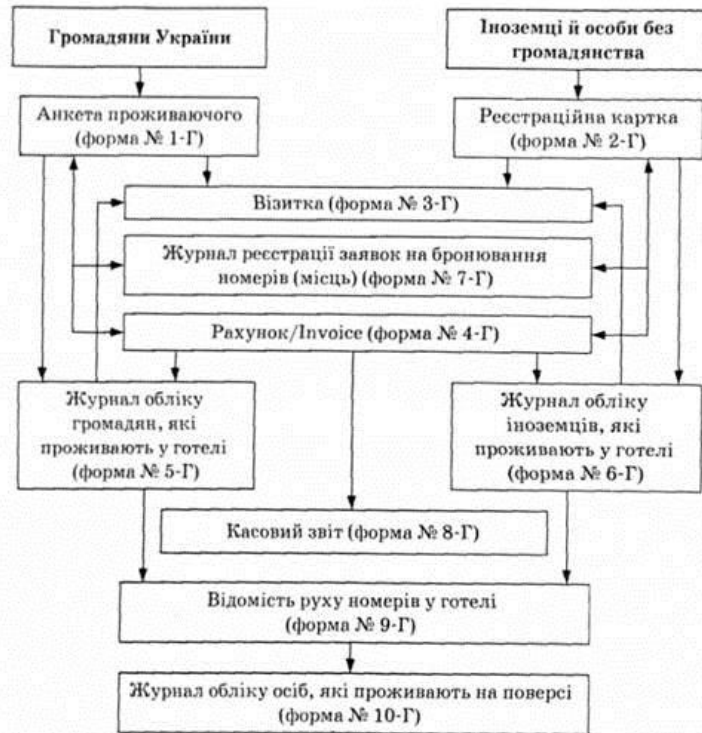 Громадяни України
Іноземці й особи без
громадянства
Анкета проживаючого
(форма № 1-Г)
Реєстраційна картка
(форма № 2-Г)
Візитка (форма № 3-Г)
Журнал реєстрації заявок на бронювання
номерів (місць) (форма № 7-Г)
Рахунок/Invoice (форма № 4-Г)
Журнал обліку
громадян, які
проживають у готелі
(форма № 5-Г)
Журнал обліку
іноземців, які
проживають у готелі
(форма № 6-Г)
Касовий звіт (форма № 8-Г)
Відомість руху номерів у готелі
(форма № 9-Г)
Журнал обліку осіб, які проживають на поверсі
(форма № 10-Г)